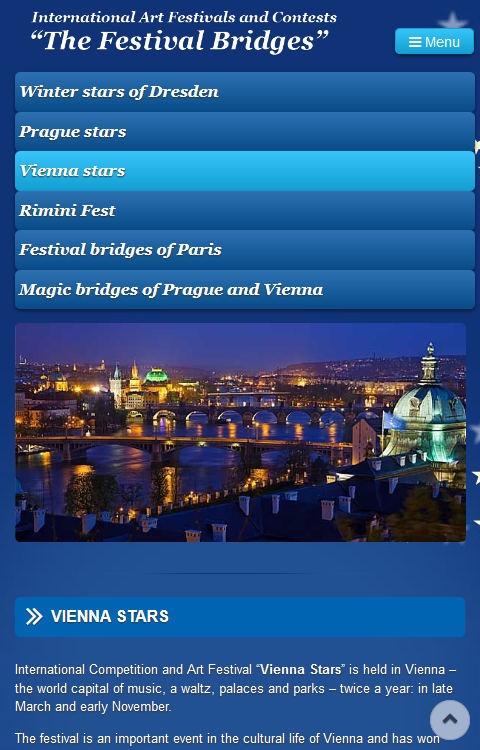 International Art Festivals and Contests
“The Festival Bridges”
Menu
Winter stars of Dresden
Prague stars
Vienna stars
Rimini Fest
Festival bridges of Paris
Magic bridges of Prague and Vienna
VIENNA STARS
International Competition and Art Festival “Vienna Stars” is held in Vienna –
the world capital of music, a waltz, palaces and parks – twice a year: in late
March and early November.
The festival is an important event in the cultural life of Vienna and has won